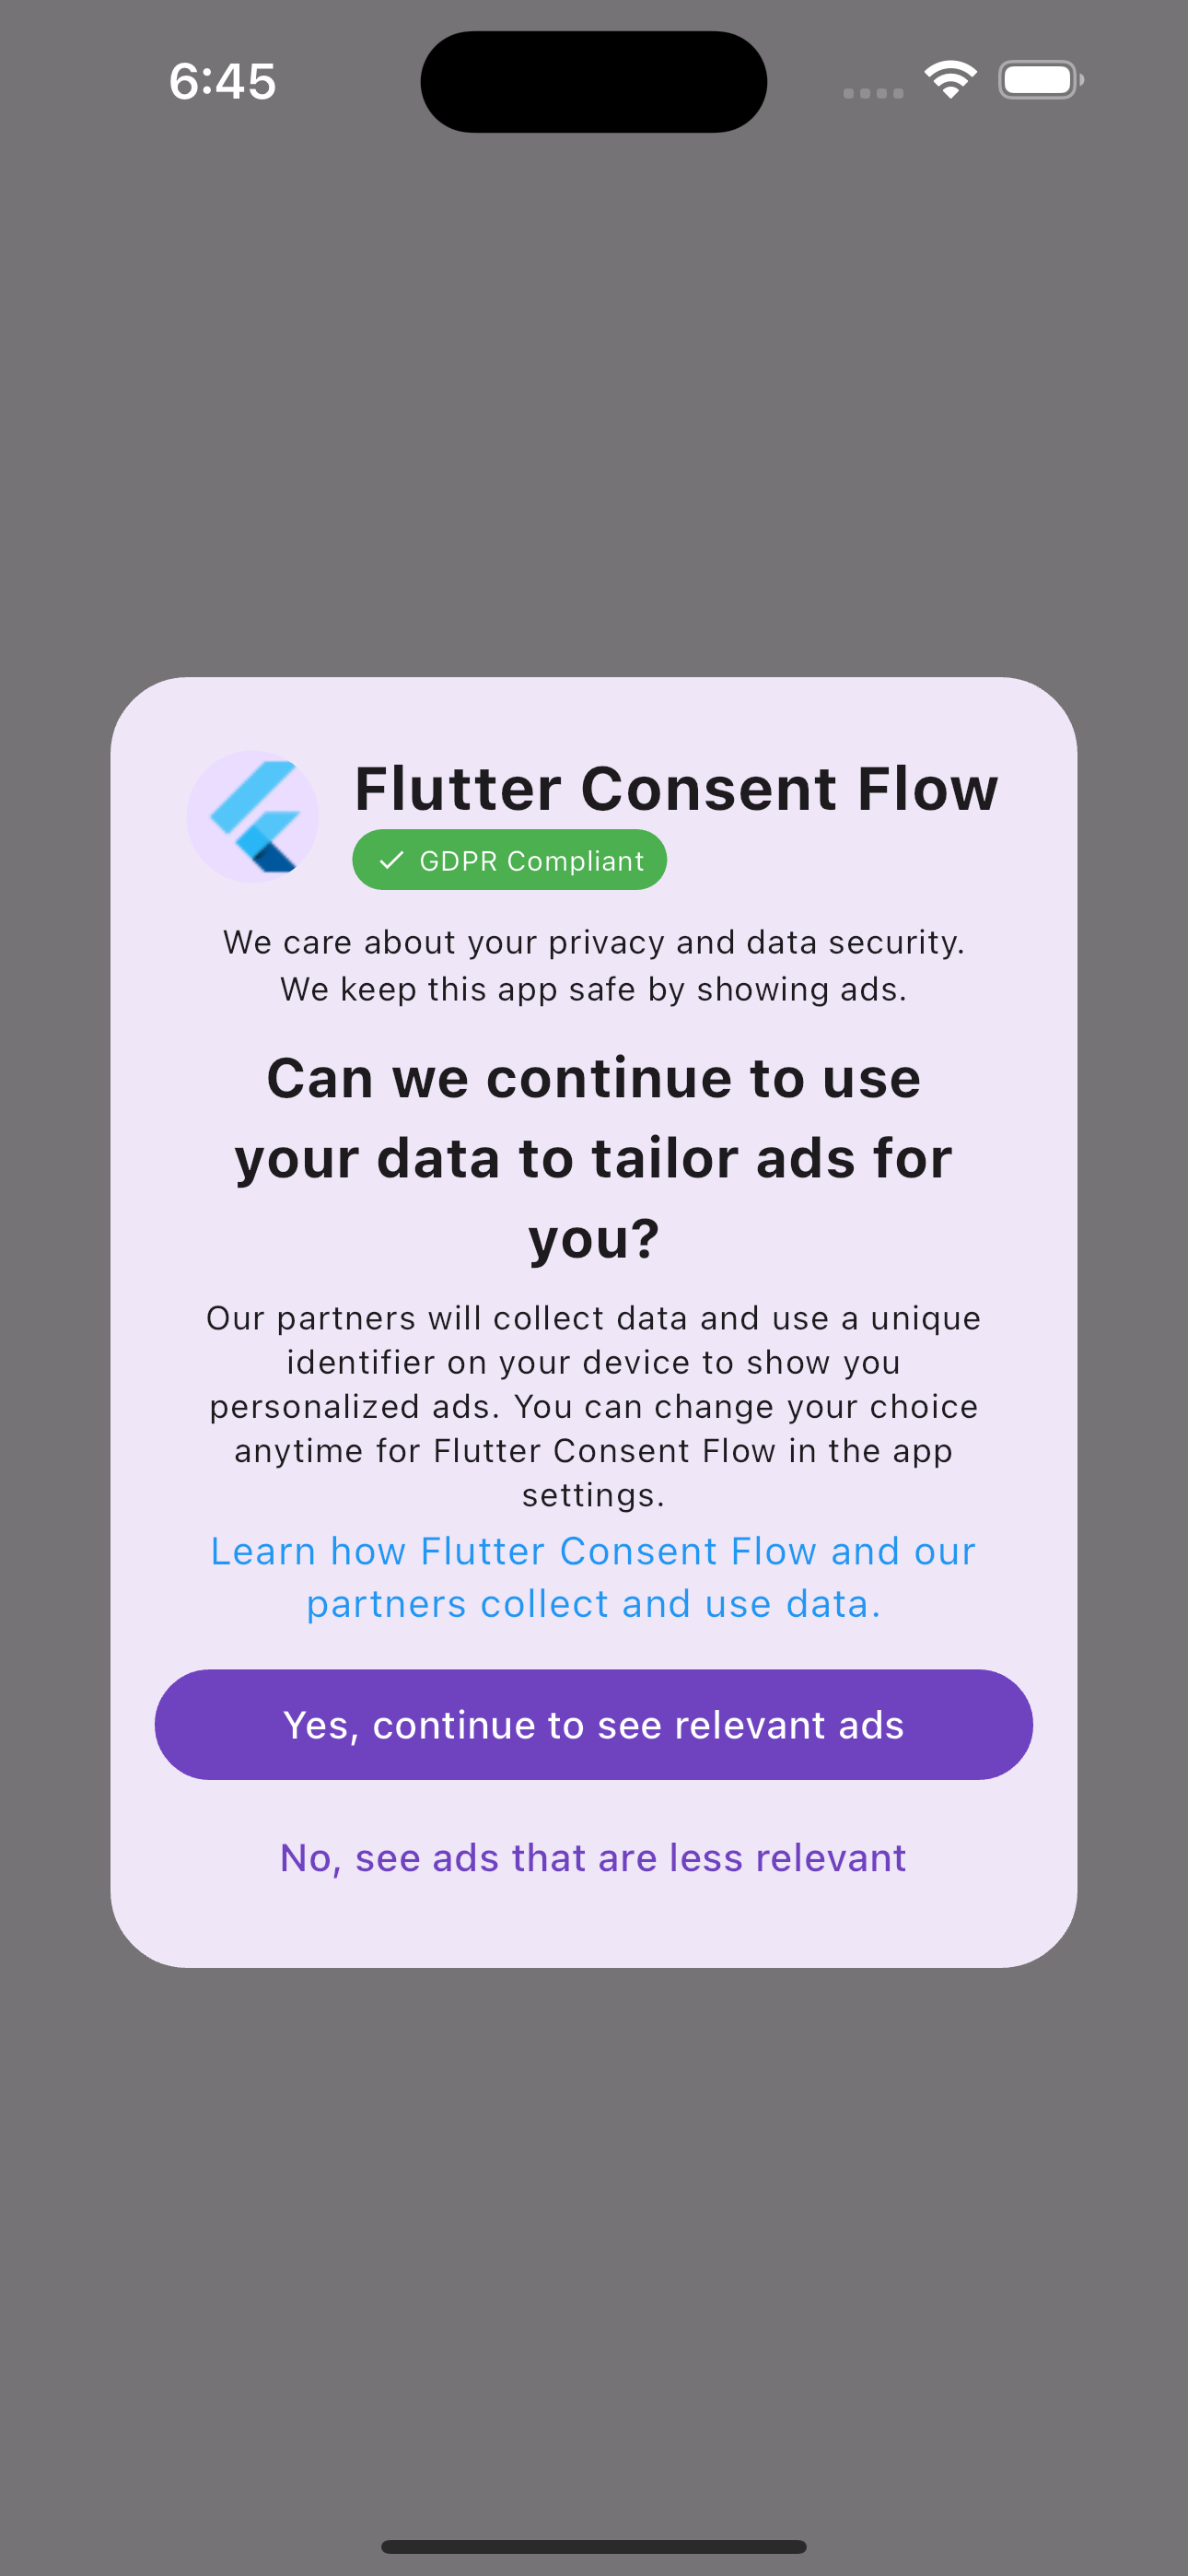 6:45
Flutter Consent Flow
GDPR Compliant
We care about your privacy and data security.
We keep this app safe by showing ads.
Can we continue to use
your data to tailor ads for
you?
Our partners will collect data and use a unique
identifier on your device to show you
personalized ads. You can change your choice
anytime for Flutter Consent Flow in the app
settings.
Learn how Flutter Consent Flow and our
partners collect and use data.
Yes, continue to see relevant ads
No, see ads that are less relevant